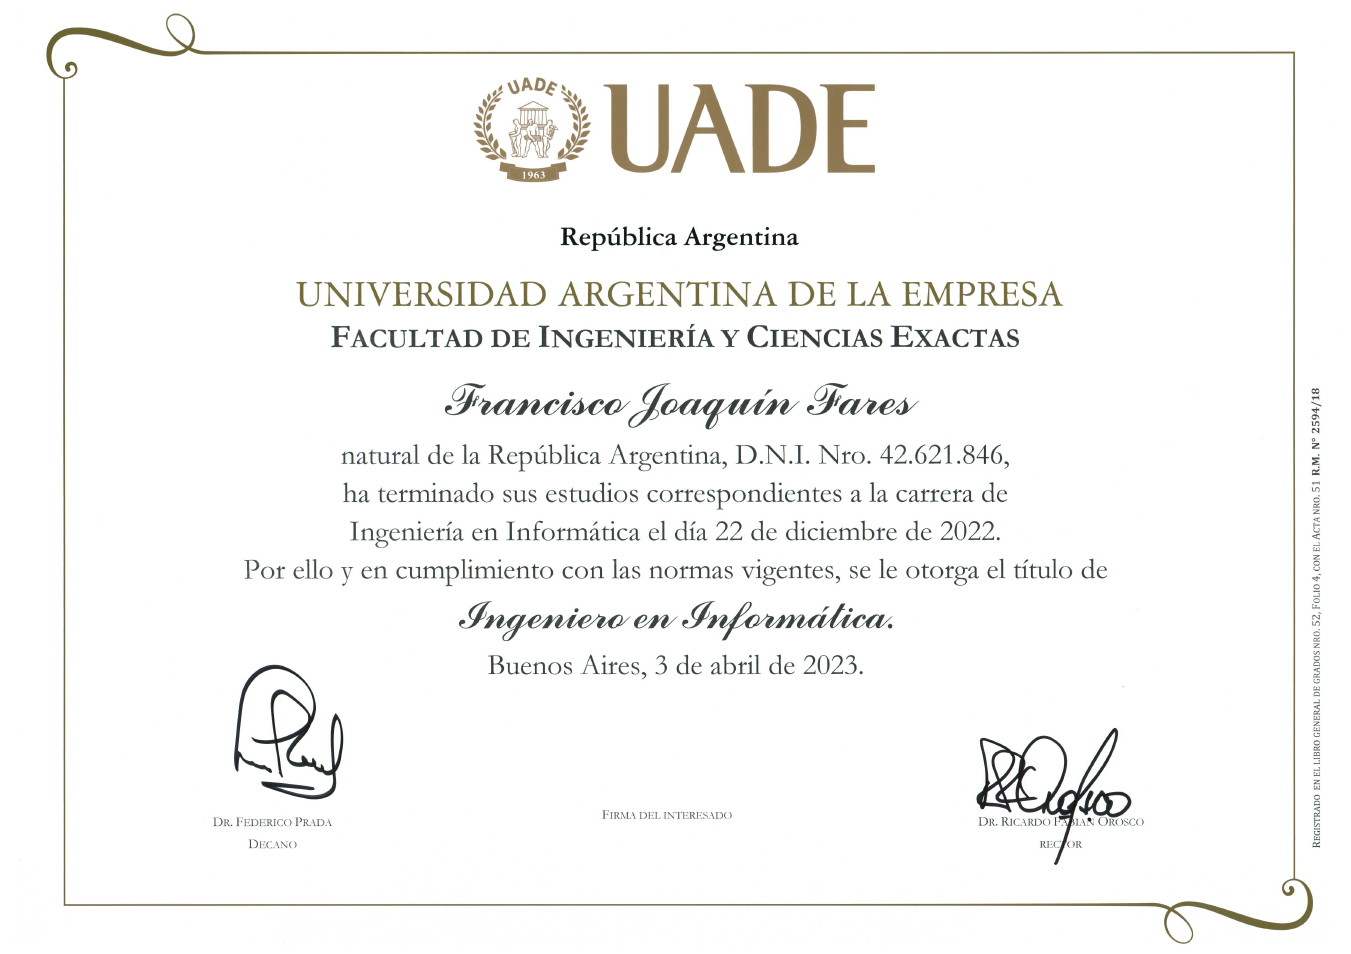 UADE
1963
UADE
República Argentina
UNIVERSIDAD ARGENTINA DE LA EMPRESA
FACULTAD DE INGENIERÍA Y CIENCIAS EXACTAS
Francisco Joaquín Fares
natural de la República Argentina, D.N.I. Nro. 42.621.846,
ha terminado sus estudios correspondientes a la carrera de
Ingeniería en Informática el día 22 de diciembre de 2022.
Por ello y en cumplimiento con las normas vigentes, se le otorga el título de
Ingeniero en Informática.
Buenos Aires, 3 de abril de 2023.
DR. FEDERICO PRADA
DECANO
FIRMA DEL INTERESADO
DR. RICARDO FABIAN OROSCO
RECTOR
REGISTRADO EN EL LIBRO GENERAL DE GRADOS NRO. 52, FOLIO 4, CON EL ACTA NRO. 51 R.M. N° 2594/18